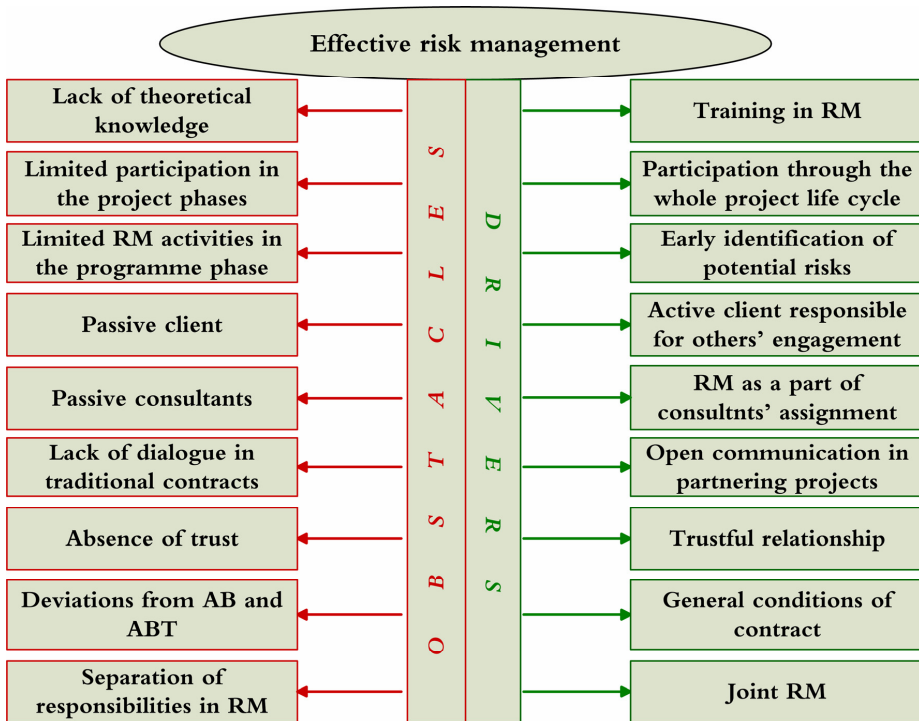 Effective risk management
Lack of theoretical
knowledge
Limited participation in
the project phases
Limited RM activities in
the programme phase
Passive client
Passive consultants
Lack of dialogue in
traditional contracts
Absence of trust
Deviations from AB and
ABT
Separation of
responsibilities in RM
OBSTACLES
DRIVERS
Training in RM
Participation through the
whole project life cycle
Early identification of
potential risks
Active client responsible
for others’ engagement
RM as a part of
consultnts’ assignment
Open communication in
partnering projects
Trustful relationship
General conditions of
contract
Joint RM